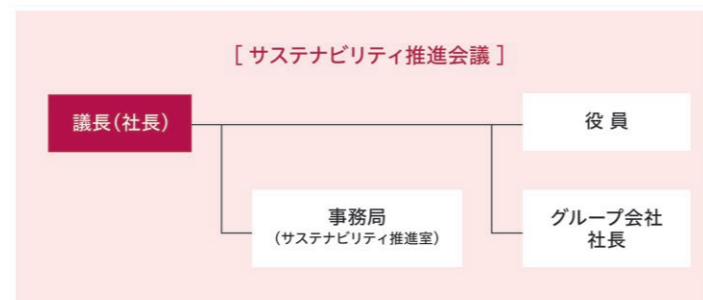 [ サステナビリティ推進会議 ]
議長(社長)
役 員
事務局
(サステナビリティ推進室)
グループ会社
社長